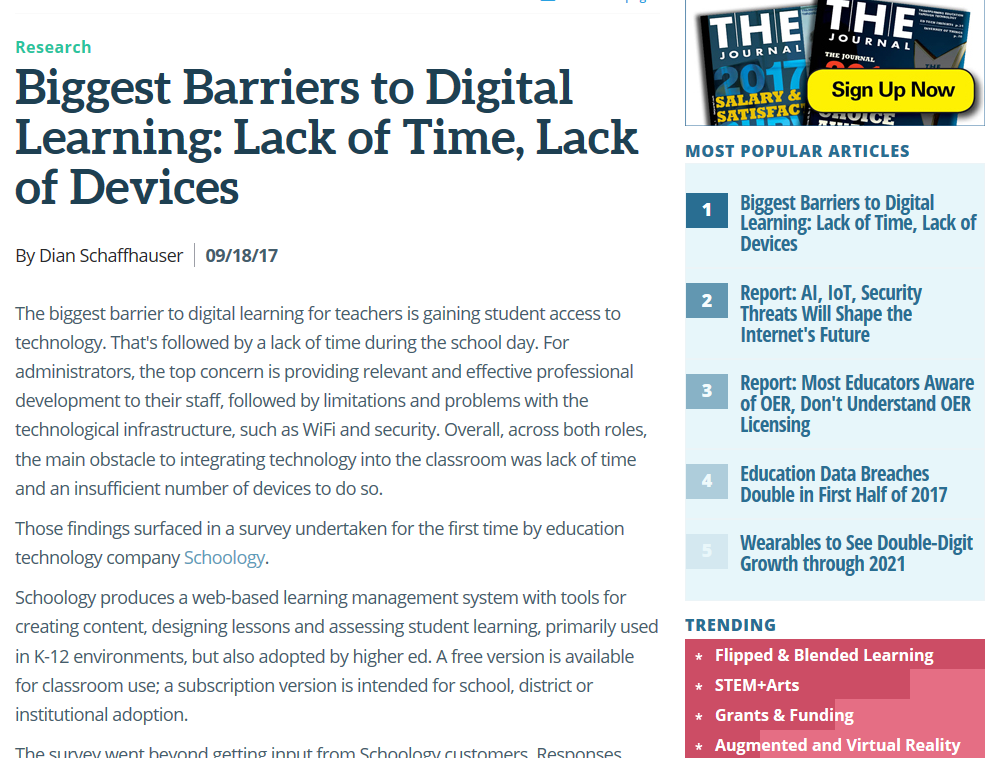 Research
Biggest Barriers to Digital
Learning: Lack of Time, Lack
of Devices
By Dian Schaffhauser
09/18/17
The biggest barrier to digital learning for teachers is gaining student access to
technology. That's followed by a lack of time during the school day. For
administrators, the top concern is providing relevant and effective professional
development to their staff, followed by limitations and problems with the
technological infrastructure, such as WiFi and security. Overall, across both roles,
the main obstacle to integrating technology into the classroom was lack of time
and an insufficient number of devices to do so.
Those findings surfaced in a survey undertaken for the first time by education
technology company Schoology.
Schoology produces a web-based learning management system with tools for
creating content, designing lessons and assessing student learning, primarily used
in K-12 environments, but also adopted by higher ed. A free version is available
for classroom use; a subscription version is intended for school, district or
institutional adoption.
The survey went beyond getting input from Schoology customers. Responses
THE
JOURNAL
2017
SALARY &
THE
JOURNAL
THE JOURNAL
Sign Up Now
MOST POPULAR ARTICLES
1
Biggest Barriers to Digital
Learning: Lack of Time, Lack of
Devices
2
Report: AI, IoT, Security
Threats Will Shape the
Internet's Future
3
Report: Most Educators Aware
of OER, Don't Understand OER
Licensing
4
Education Data Breaches
Double in First Half of 2017
5
Wearables to See Double-Digit
Growth through 2021
TRENDING
* Flipped & Blended Learning
* STEM+Arts
* Grants & Funding
* Augmented and Virtual Reality